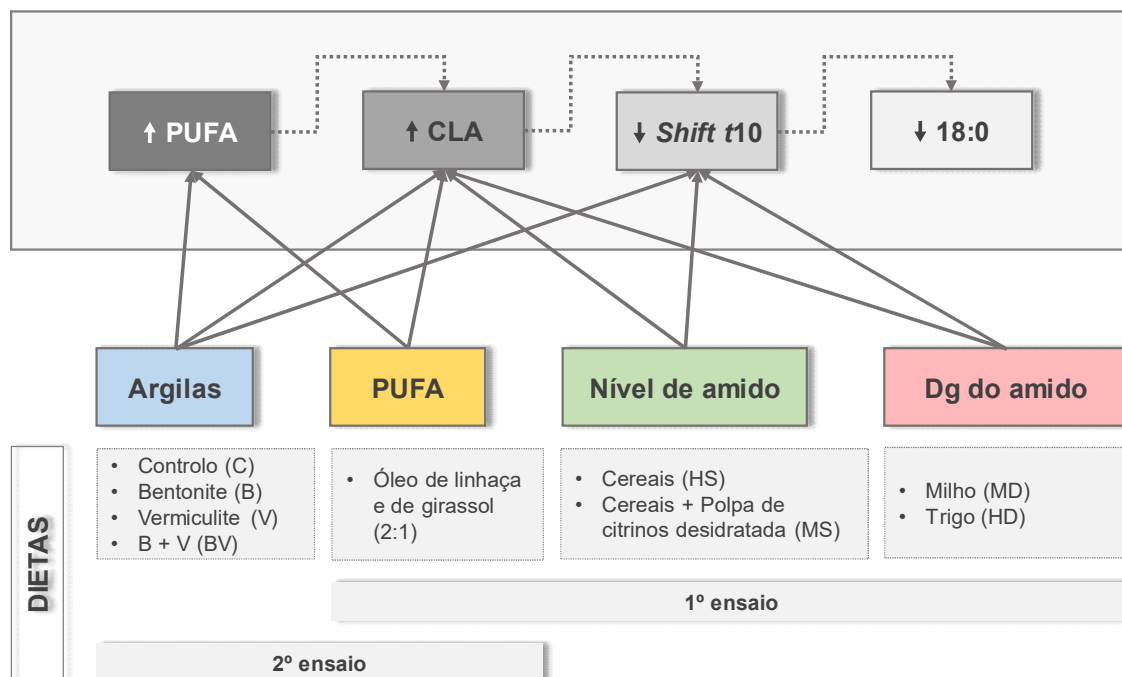 ↑ PUFA
↑ CLA
↓ Shift t10
↓ 18:0
Argilas
PUFA
Nível de amido
Dg do amido
DIETAS
• Controlo (C)
• Bentonite (B)
• Vermiculite (V)
• B + V (BV)
• Óleo de linhaça
e de girassol
(2:1)
• Cereais (HS)
• Cereais + Polpa de
citrinos desidratada (MS)
• Milho (MD)
• Trigo (HD)
1º ensaio
2º ensaio